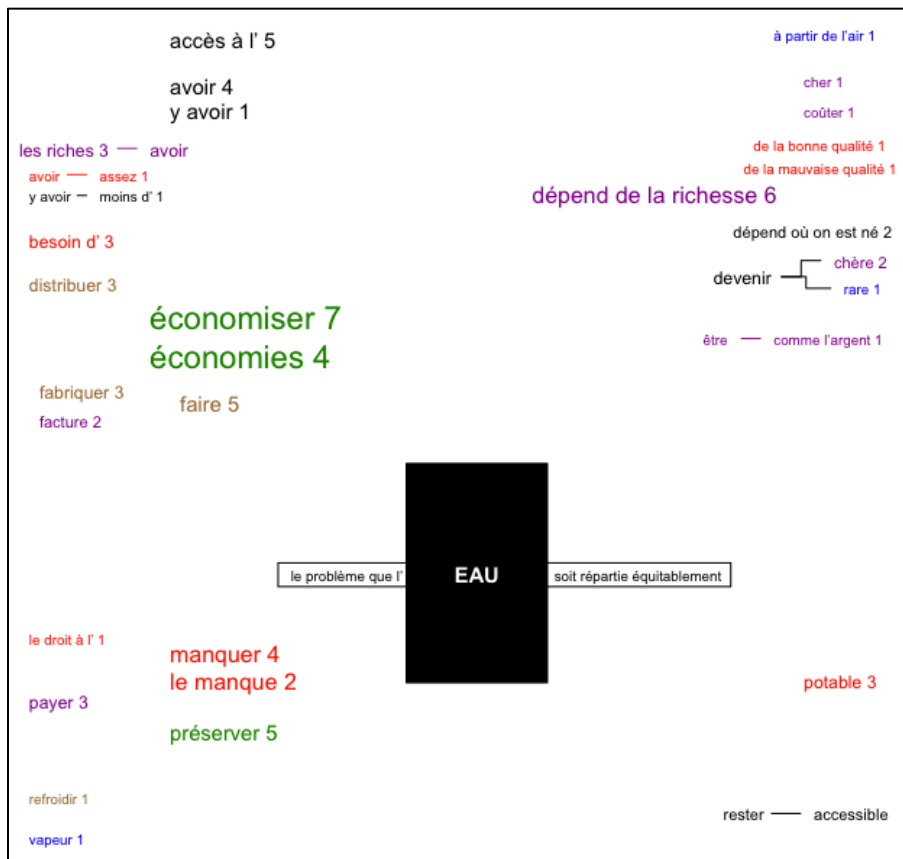 accès à l' 5
à partir de l'air 1
avoir 4
cher 1
y avoir 1
coûter 1
les riches 3 — avoir
de la bonne qualité 1
avoir — assez 1
de la mauvaise qualité 1
y avoir – moins d' 1
dépend de la richesse 6
besoin d' 3
dépend où on est né 2
devenir
chère 2
rare 1
distribuer 3
économiser 7
être — comme l'argent 1
économies 4
fabriquer 3
faire 5
facture 2
le problème que l' EAU soit répartie équitablement
le droit à l' 1
manquer 4
le manque 2
potable 3
payer 3
préserver 5
refroidir 1
rester — accessible
vapeur 1